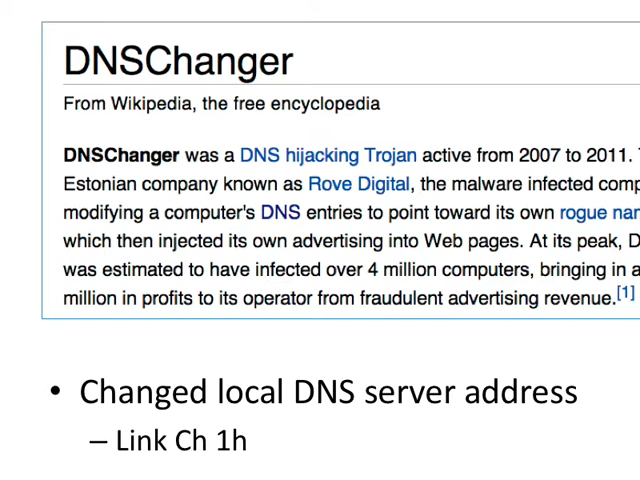 DNSChanger
From Wikipedia, the free encyclopedia
DNSChanger was a DNS hijacking Trojan active from 2007 to 2011.
Estonian company known as Rove Digital, the malware infected
modifying a computer's DNS entries to point toward its own rogue
which then injected its own advertising into Web pages. At its peak,
was estimated to have infected over 4 million computers, bringing in
million in profits to its operator from fraudulent advertising revenue.[1]
• Changed local DNS server address
– Link Ch 1h